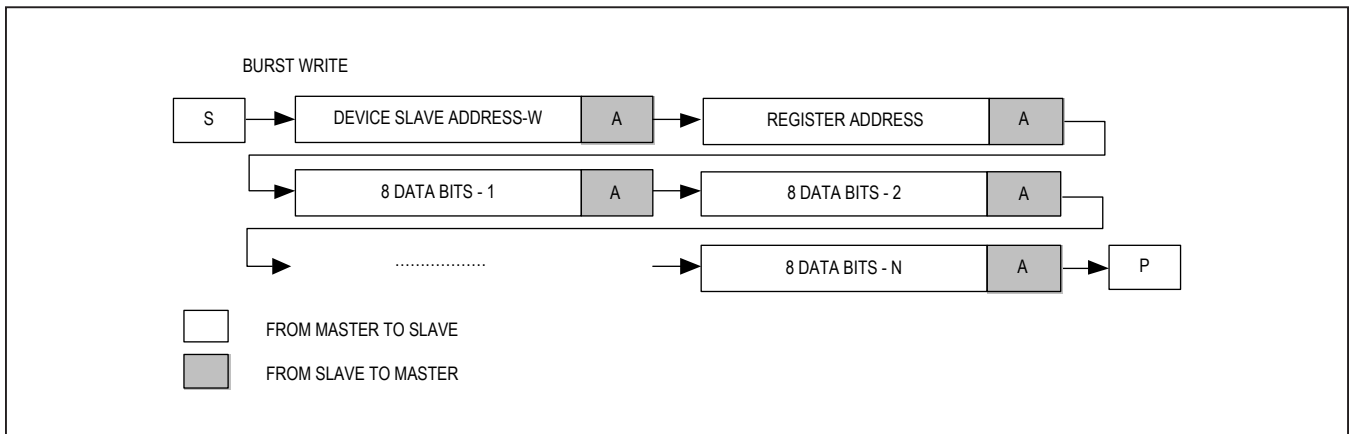 BURST WRITE
S DEVICE SLAVE ADDRESS-W A REGISTER ADDRESS A
8 DATA BITS - 1 A 8 DATA BITS - 2 A
.................. 8 DATA BITS - N A P
FROM MASTER TO SLAVE
FROM SLAVE TO MASTER